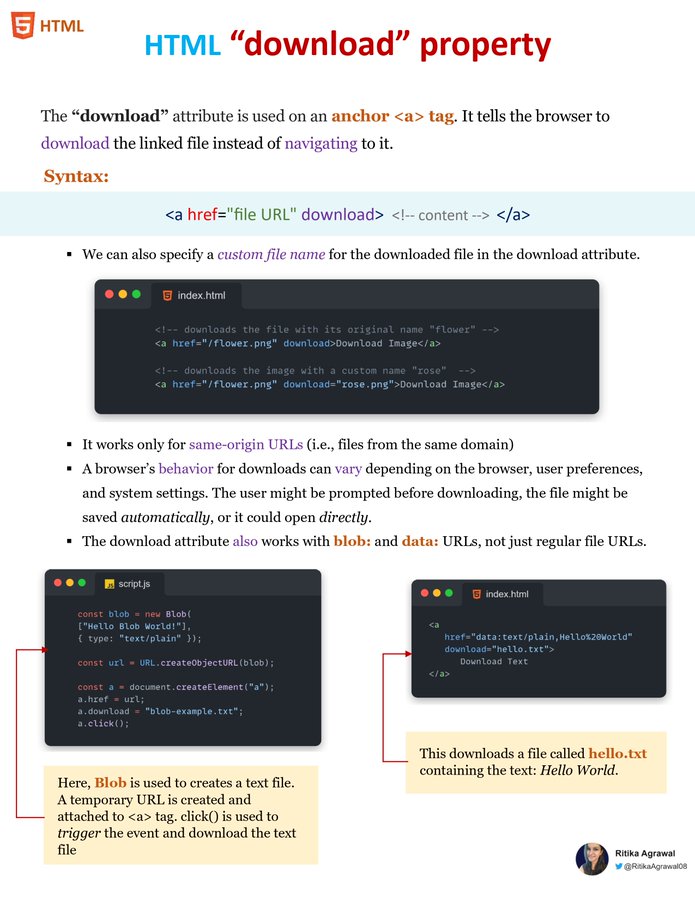 HTML
HTML “download” property
The “download” attribute is used on an anchor <a> tag. It tells the browser to
download the linked file instead of navigating to it.
Syntax:
<a href="file URL" download> <!-- content --> </a>
▪ We can also specify a custom file name for the downloaded file in the download attribute.
index.html
<!-- downloads the file with its original name "flower" -->
<a href="/flower.png" download>Download Image</a>
<!-- downloads the image with a custom name "rose"  -->
<a href="/flower.png" download="rose.png">Download Image</a>
▪ It works only for same-origin URLs (i.e., files from the same domain)
▪ A browser’s behavior for downloads can vary depending on the browser, user preferences,
and system settings. The user might be prompted before downloading, the file might be
saved automatically, or it could open directly.
▪ The download attribute also works with blob: and data: URLs, not just regular file URLs.
JS script.js
const blob = new Blob(
["Hello Blob World!"],
{ type: "text/plain" });
const url = URL.createObjectURL(blob);
const a = document.createElement("a");
a.href = url;
a.download = "blob-example.txt";
a.click();
Here, Blob is used to creates a text file.
A temporary URL is created and
attached to <a> tag. click() is used to
trigger the event and download the text
file
index.html
<a
href="data:text/plain,Hello%20World"
download="hello.txt">
Download Text
</a>
This downloads a file called hello.txt
containing the text: Hello World.
Ritika Agrawal
@RitikaAgrawal08